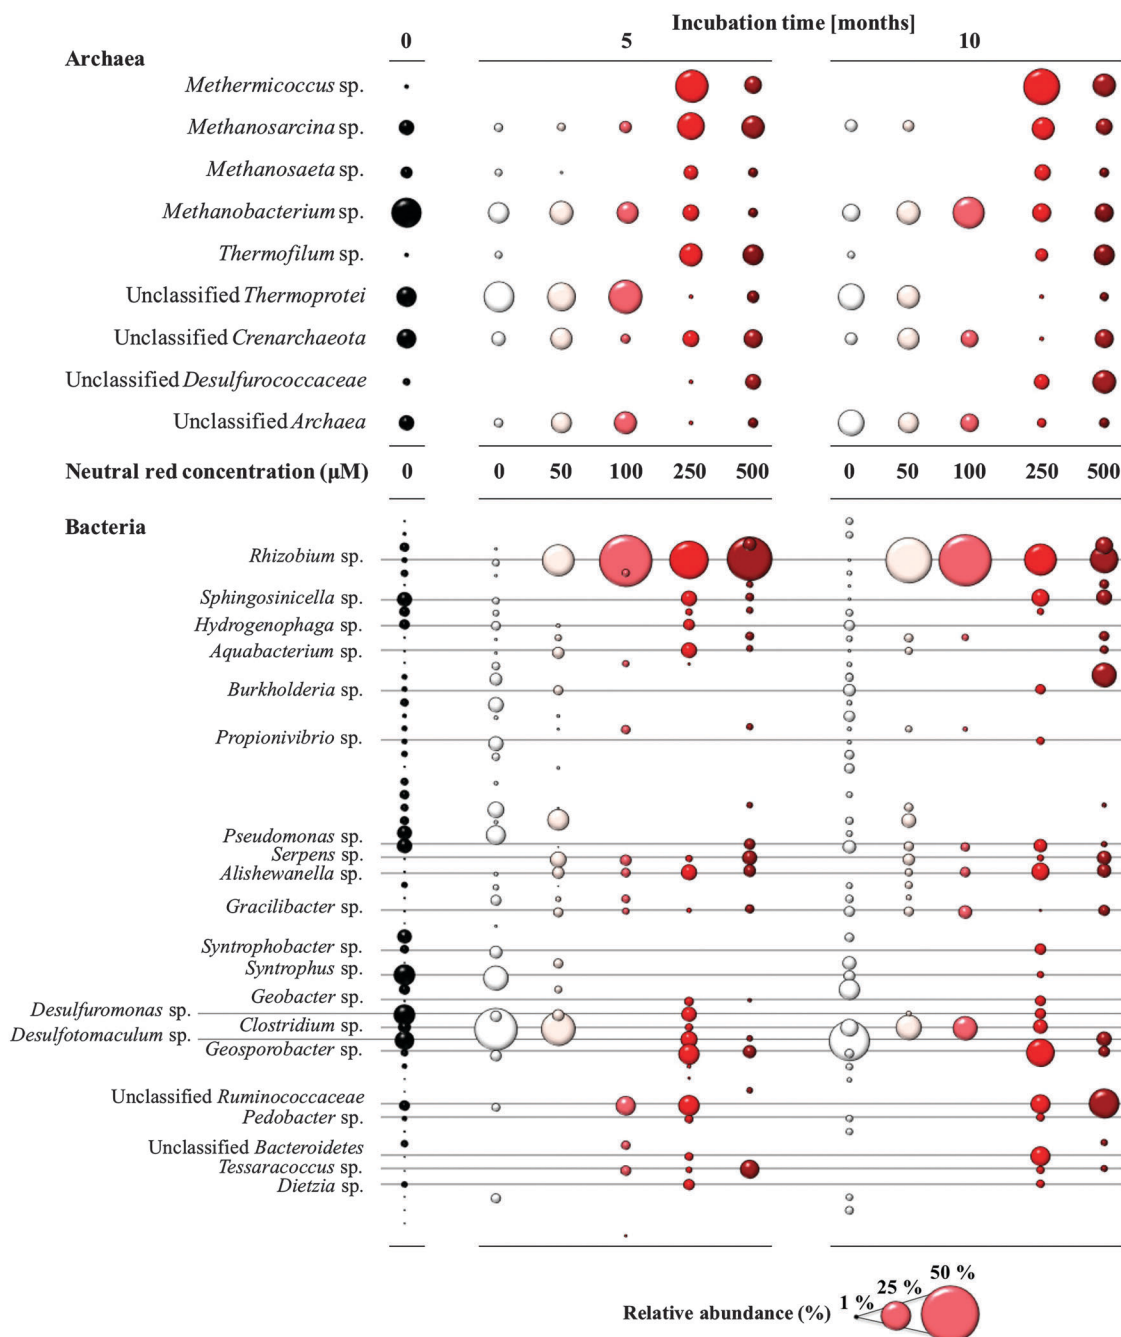 Incubation time [months]
0 5 10
Archaea
Methermicoccus sp.
Methanosarcina sp.
Methanosaeta sp.
Methanobacterium sp.
Thermofilum sp.
Unclassified Thermoprotei
Unclassified Crenarchaeota
Unclassified Desulfurococcaceae
Unclassified Archaea
Neutral red concentration (µM) 0 0 50 100 250 500 0 50 100 250 500
Bacteria
Rhizobium sp.
Sphingosinicella sp.
Hydrogenophaga sp.
Aquabacterium sp.
Burkholderia sp.
Propionivibrio sp.
Pseudomonas sp.
Serpens sp.
Alishewanella sp.
Gracilibacter sp.
Syntrophobacter sp.
Syntrophus sp.
Geobacter sp.
Desulfuromonas sp.
Clostridium sp.
Desulfotomaculum sp.
Geosporobacter sp.
Unclassified Ruminococcaceae
Pedobacter sp.
Unclassified Bacteroidetes
Tessaracoccus sp.
Dietzia sp.
Relative abundance (%) 1 % 25 % 50 %